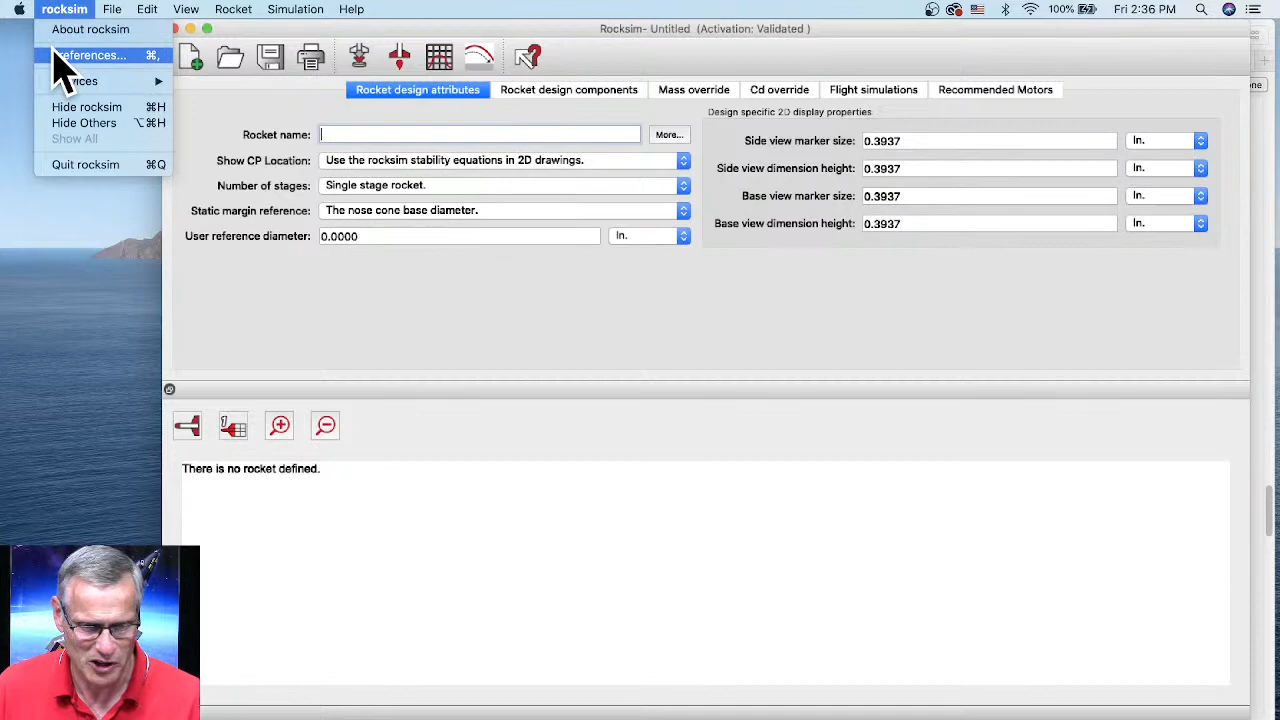 rocksim File Edit View Rocket Simulation Help 100% Fri 2:36 PM
About rocksim
⌘,
Hide rocksim ⌘H
Hide Others ⌥⌘H
Show All
Quit rocksim ⌘Q
Rocksim- Untitled (Activation: Validated )
Rocket design attributes Rocket design components Mass override Cd override Flight simulations Recommended Motors
Rocket name: More...
Show CP Location: Use the rocksim stability equations in 2D drawings.
Number of stages: Single stage rocket.
Static margin reference: The nose cone base diameter.
User reference diameter: 0.0000 In.
Design specific 2D display properties
Side view marker size: 0.3937 In.
Side view dimension height: 0.3937 In.
Base view marker size: 0.3937 In.
Base view dimension height: 0.3937 In.
1
There is no rocket defined.